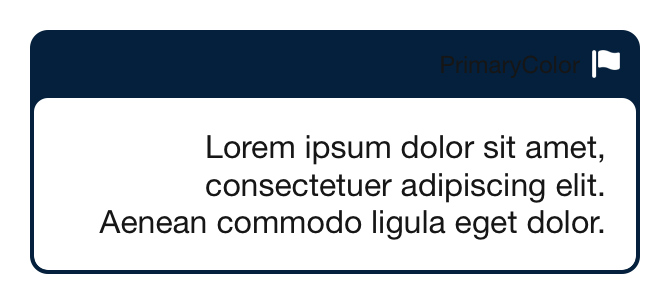 PrimaryColor
Lorem ipsum dolor sit amet,
consectetuer adipiscing elit.
Aenean commodo ligula eget dolor.